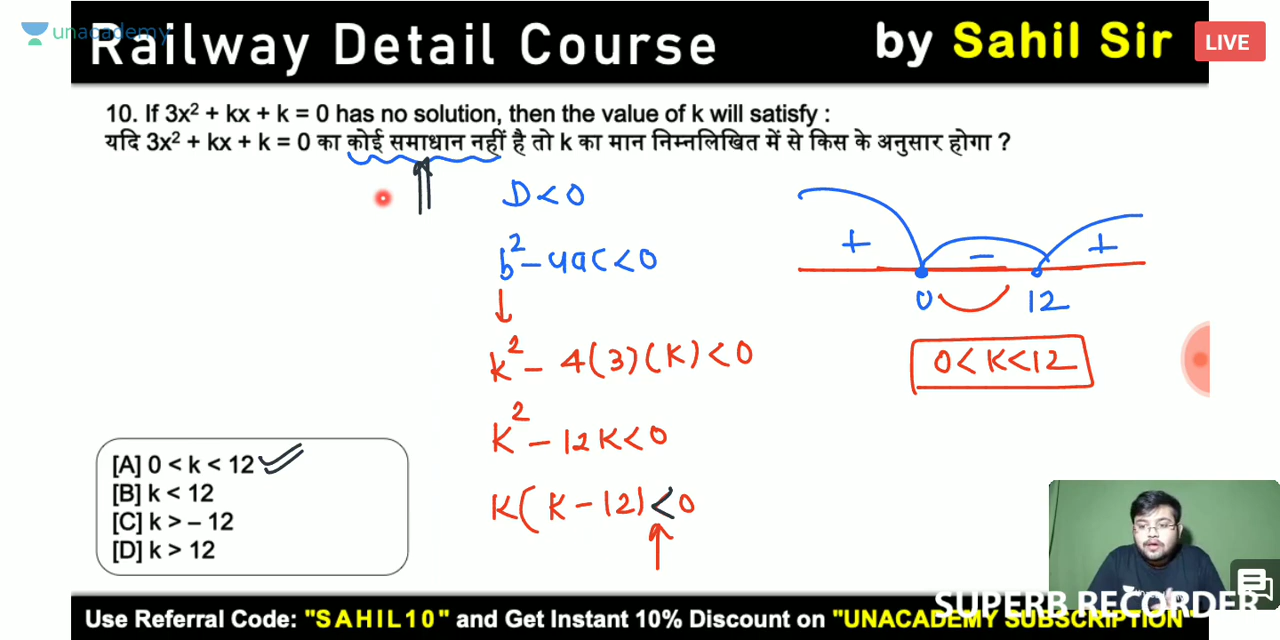 unacademy
Railway Detail Course
by Sahil Sir
LIVE
10. If 3x² + kx + k = 0 has no solution, then the value of k will satisfy :
यदि 3x² + kx + k = 0 का कोई समाधान नहीं है तो k का मान निम्नलिखित में से किस के अनुसार होगा ?
D < 0
b² - 4ac < 0
k² - 4(3)(k) < 0
k² - 12k < 0
k(k - 12) < 0
+ - +
0 12
0 < k < 12
[A] 0 < k < 12
[B] k < 12
[C] k > – 12
[D] k > 12
Use Referral Code: "SAHIL10" and Get Instant 10% Discount on "UNACADEMY SUBSCRIPTION"
SUPERB RECORDER